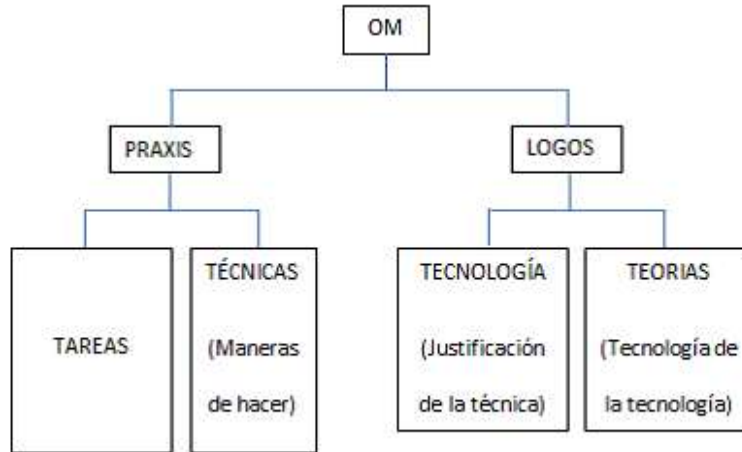 OM
PRAXIS
LOGOS
TAREAS
TÉCNICAS
(Maneras
de hacer)
TECNOLOGÍA
(Justificación
de la técnica)
TEORIAS
(Tecnología de
la tecnología)